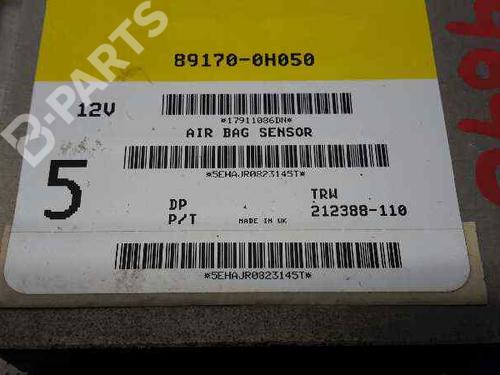 89170-0H050
12V
*17911086DN*
AIR BAG SENSOR
5
*5EHAJR0823145T*
DP
P/T
MADE IN UK
TRW
212388-110
*5EHAJR0823145T*
B-PARTS